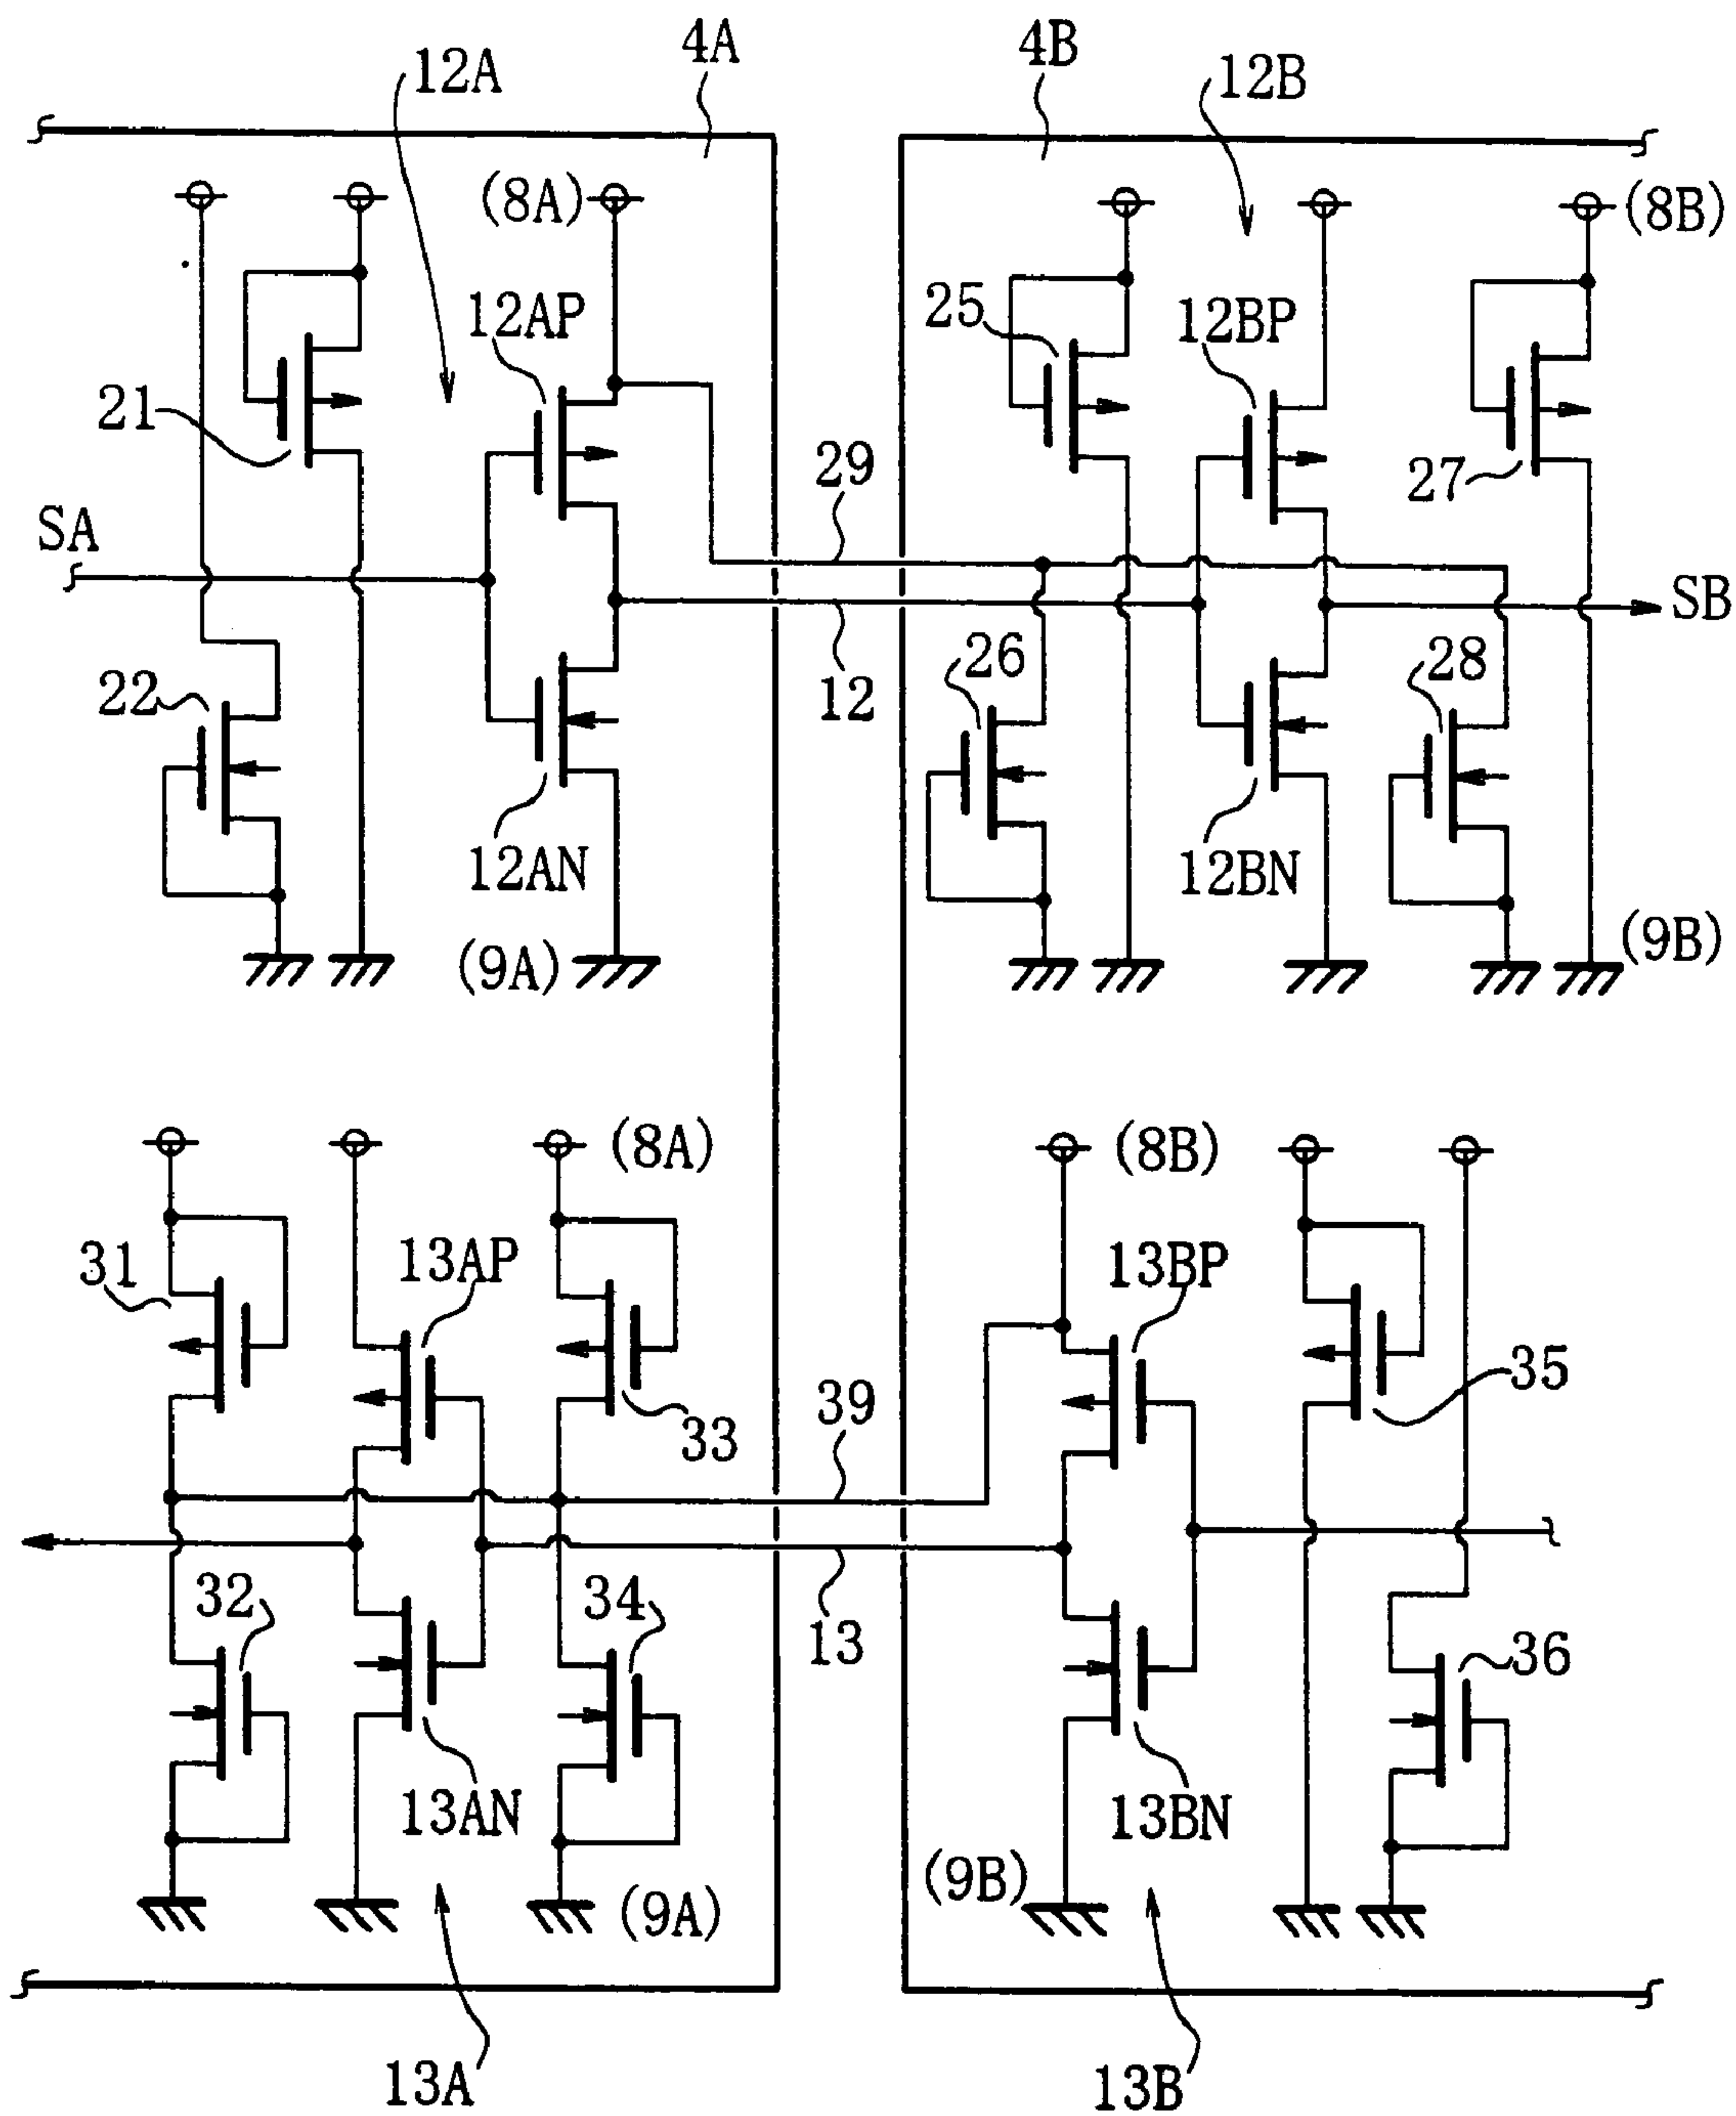 4A
4B
12A
12B
(8A)
(8B)
12AP
25
12BP
21
29
27
SA
SB
22
12
26
28
12AN
12BN
(9A)
(9B)
(8A)
(8B)
31
13AP
13BP
33
39
35
32
34
13
36
13AN
13BN
(9A)
(9B)
13A
13B